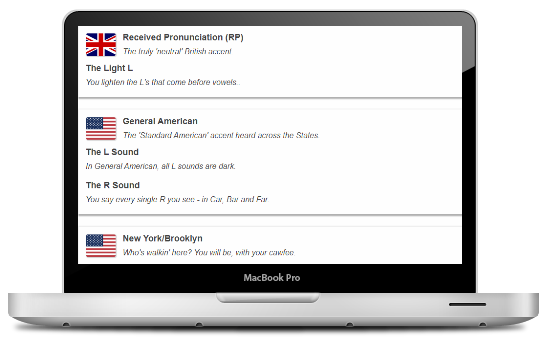 Received Pronunciation (RP)
The truly 'neutral' British accent
The Light L
You lighten the L's that come before vowels.
General American
The 'Standard American' accent heard across the States.
The L Sound
In General American, all L sounds are dark.
The R Sound
You say every single R you see - in Car, Bar and Far
New York/Brooklyn
Who's walkin' here? You will be, with your cawfee.
MacBook Pro